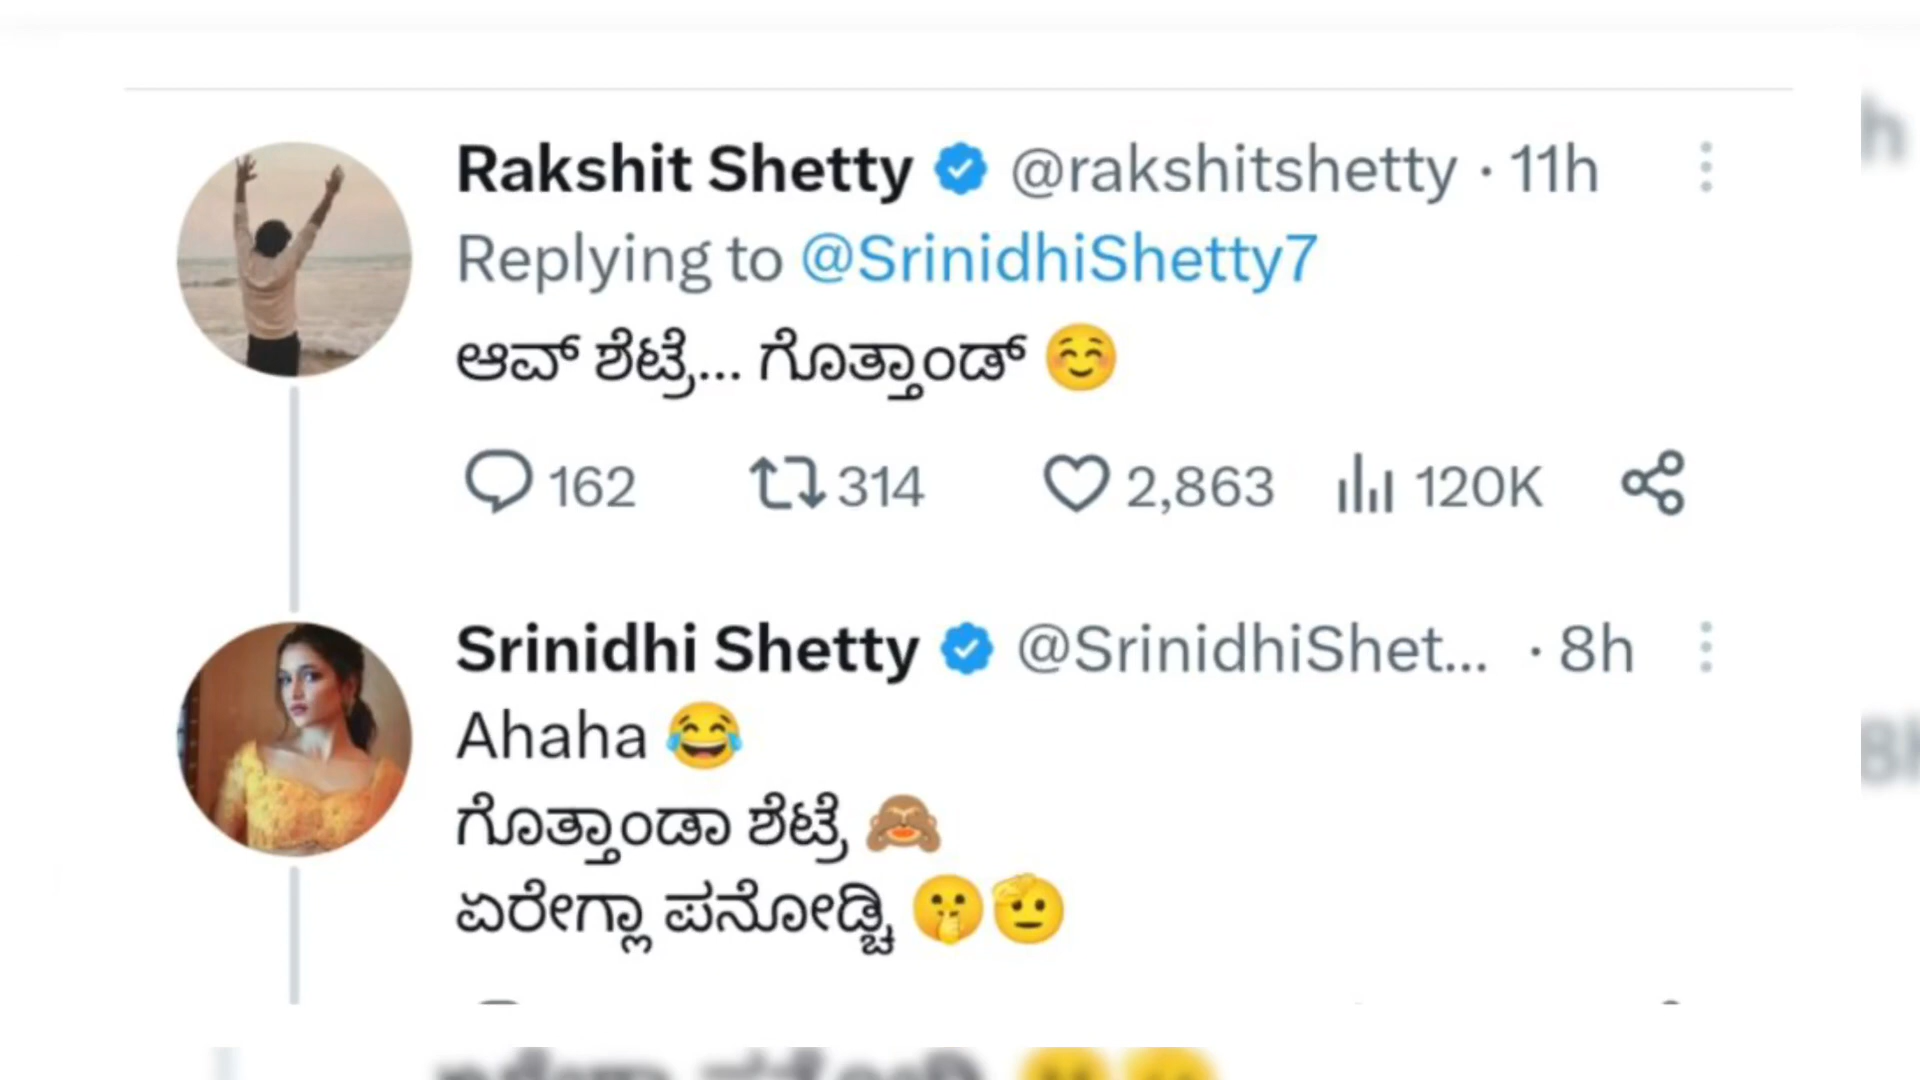 Rakshit Shetty @rakshitshetty · 11h
Replying to @SrinidhiShetty7
ಆವ್ ಶೆಟ್ರೆ... ಗೊತ್ತಾಂಡ್ ☺️
162 314 2,863 120K
Srinidhi Shetty @SrinidhiShet... · 8h
Ahaha 😂
ಗೊತ್ತಾಂಡಾ ಶೆಟ್ರೆ 🙈
ಏರೇಗ್ಲಾ ಪನೋಡ್ಚಿ 🤫🫡